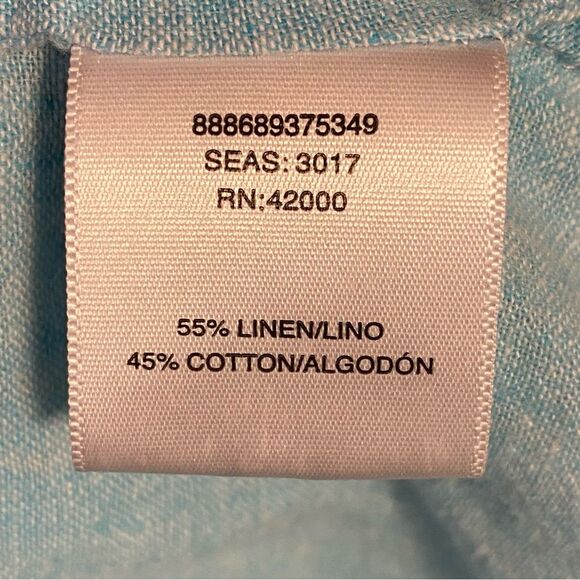 888689375349
SEAS: 3017
RN:42000
55% LINEN/LINO
45% COTTON/ALGODÓN